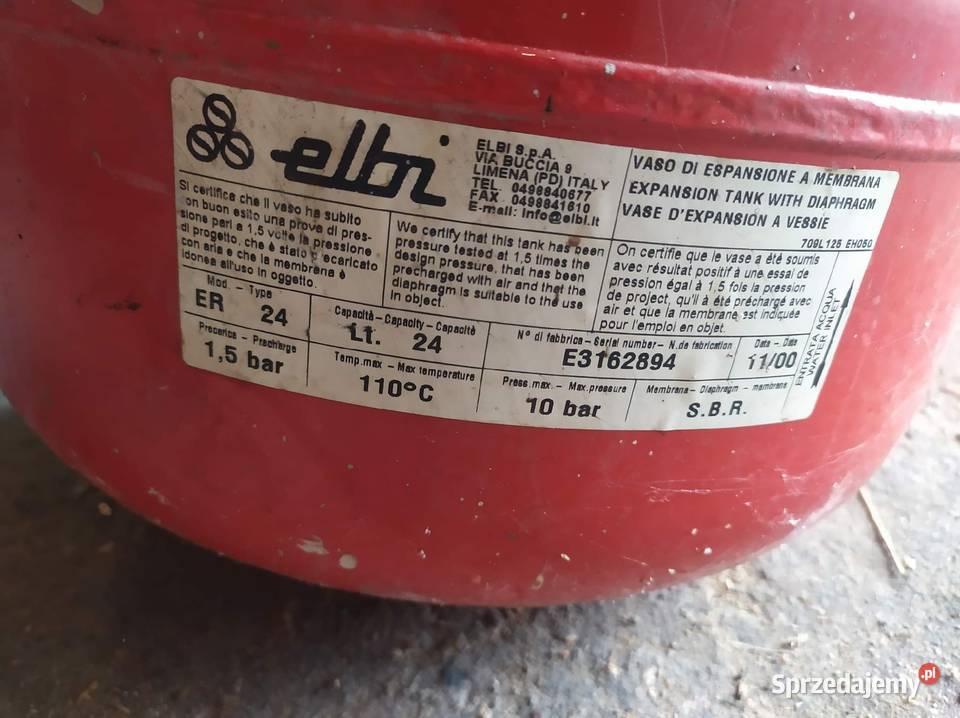 elbi
ELBI S.p.A.
VIA BUCCIA 9
LIMENA (PD) ITALY
TEL. 0498840677
FAX. 0498841610
E-mail: info@elbi.it
VASO DI ESPANSIONE A MEMBRANA
EXPANSION TANK WITH DIAPHRAGM
VASE D'EXPANSION A VESSIE
709L125 EH050
Si certifica che il vaso ha subito
on buon esito una prova di pres-
sione pari a 1,5 volte la pressione
di progetto, che è stato precaricato
con aria e che la membrana è
idonea all'uso in oggetto.
We certify that this tank has been
pressure tested at 1,5 times the
design pressure, that has been
precharged with air and that the
diaphragm is suitable to the use
in object.
On certifie que le vase a été soumis
avec résultat positif à une essai de
pression égal à 1,5 fois la pression
de project, qu'il a été précharge avec
air et que la membrane est indiquée
pour l'emploi en objet.
Mod. - Type
ER 24
Capacità - Capacity - Capacité
Lt. 24
N° di fabbrica - Serial number - N. de fabrication
E3162894
Data - Date
11/00
ENTRATA ACQUA
WATER INLET
Precarica - Precharge
1,5 bar
Temp. max - Max temperature
110°C
Press. max. - Max. pressure
10 bar
Membrana - Diaphragm - membrane
S.B.R.
Sprzedajemy.pl